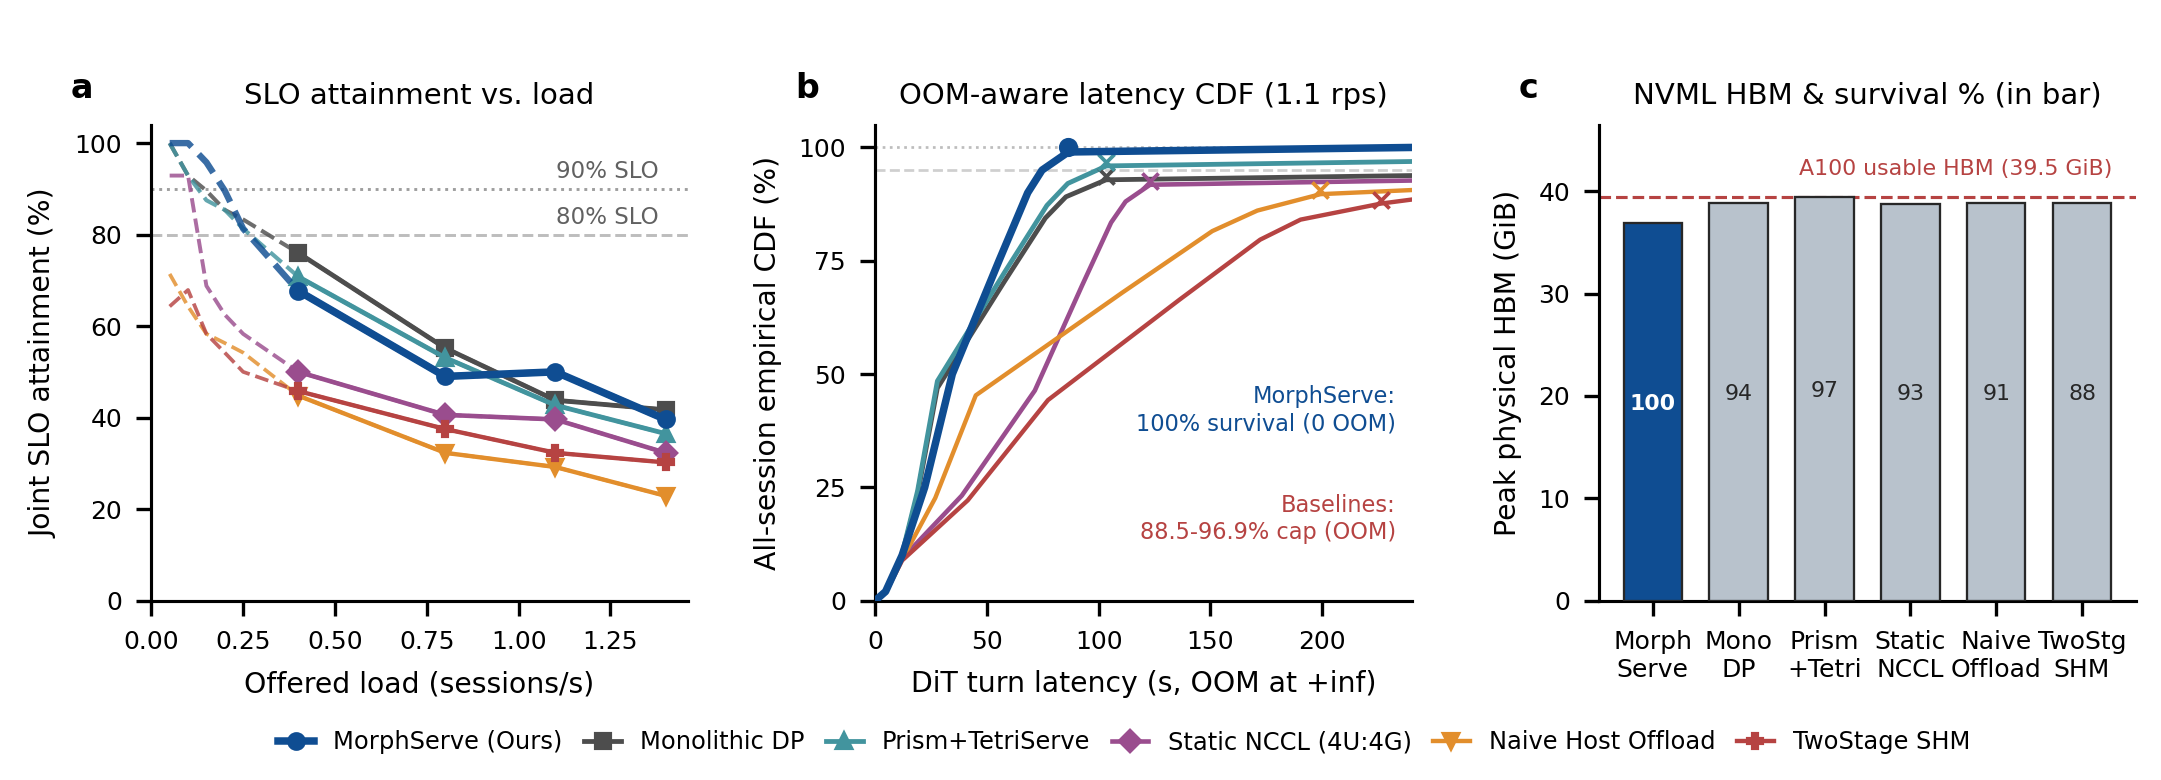 a
SLO attainment vs. load
Joint SLO attainment (%)
100
80
60
40
20
0
90% SLO
80% SLO
0.00 0.25 0.50 0.75 1.00 1.25
Offered load (sessions/s)
b
OOM-aware latency CDF (1.1 rps)
All-session empirical CDF (%)
100
75
50
25
0
MorphServe:
100% survival (0 OOM)
Baselines:
88.5-96.9% cap (OOM)
0 50 100 150 200
DiT turn latency (s, OOM at +inf)
c
NVML HBM & survival % (in bar)
Peak physical HBM (GiB)
40
30
20
10
0
A100 usable HBM (39.5 GiB)
100 94 97 93 91 88
Morph Mono Prism Static Naive TwoStg
Serve DP +Tetri NCCL Offload SHM
MorphServe (Ours) Monolithic DP Prism+TetriServe Static NCCL (4U:4G) Naive Host Offload TwoStage SHM